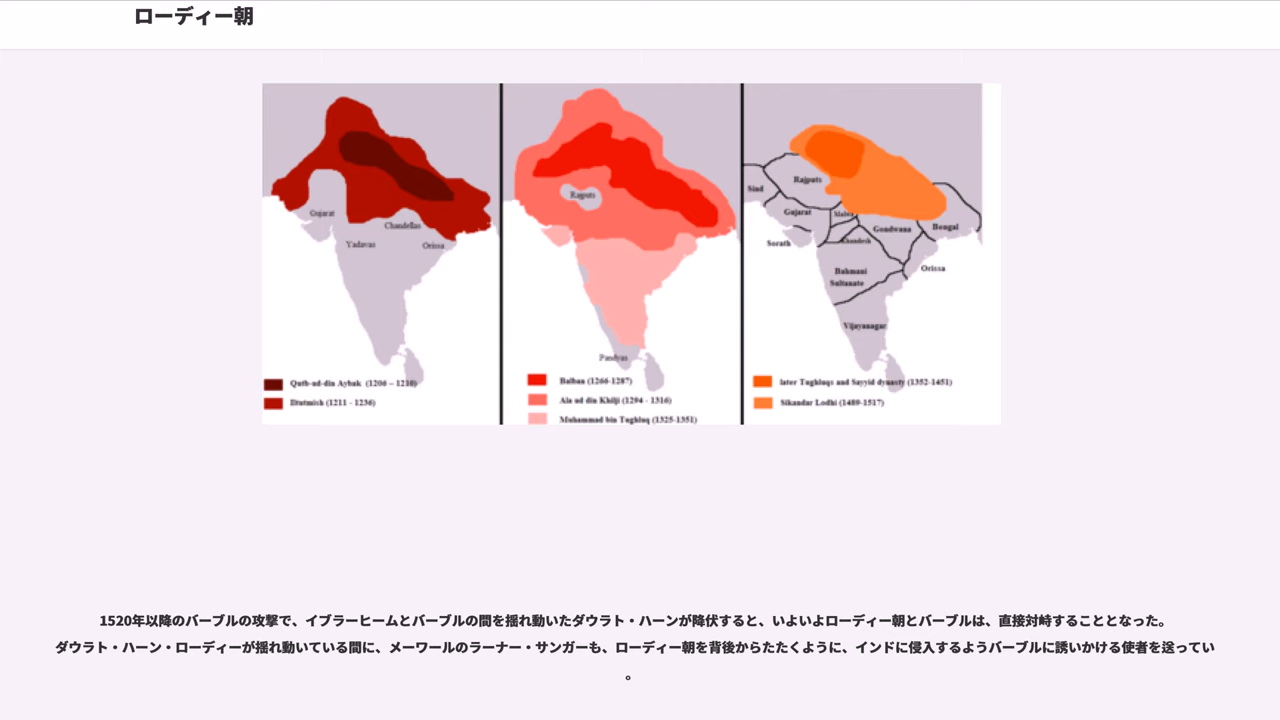 ローディー朝
Gujarat
Chandellas
Yadavas
Orissa
Qutb-ud-din Aybak (1206 – 1210)
Iltutmish (1211 - 1236)
Rajputs
Pandyas
Balban (1266-1287)
Ala ud din Khilji (1294 - 1316)
Muhammad bin Tughluq (1325-1351)
Rajputs
Sind
Gujarat
Malwa
Gondwana
Bengal
Sorath
Khandesh
Orissa
Bahmani
Sultanate
Vijayanagar
later Tughluqs and Sayyid dynasty (1352-1451)
Sikandar Lodhi (1489-1517)
1520年以降のバーブルの攻撃で、イブラーヒームとバーブルの間を揺れ動いたダウラト・ハーンが降伏すると、いよいよローディー朝とバーブルは、直接対峙することとなった。
ダウラト・ハーン・ローディーが揺れ動いている間に、メーワールのラーナー・サンガーも、ローディー朝を背後からたたくように、インドに侵入するようバーブルに誘いかける使者を送ってい
。